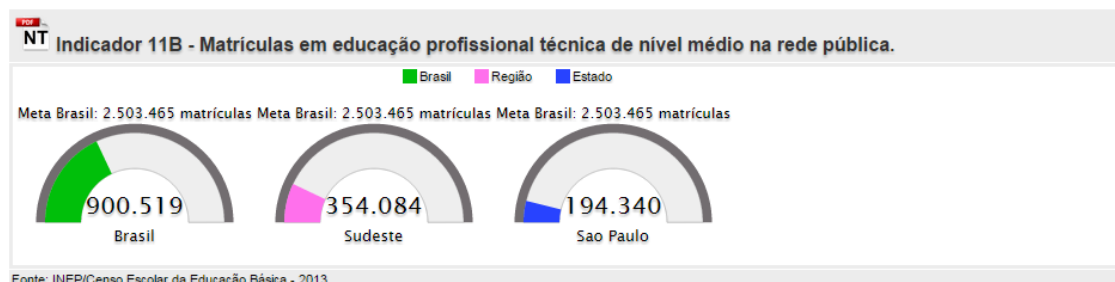 PDF
NT
Indicador 11B - Matrículas em educação profissional técnica de nível médio na rede pública.
Brasil Região Estado
Meta Brasil: 2.503.465 matrículas Meta Brasil: 2.503.465 matrículas Meta Brasil: 2.503.465 matrículas
900.519 354.084 194.340
Brasil Sudeste Sao Paulo
Fonte: INEP/Censo Escolar da Educação Básica - 2013